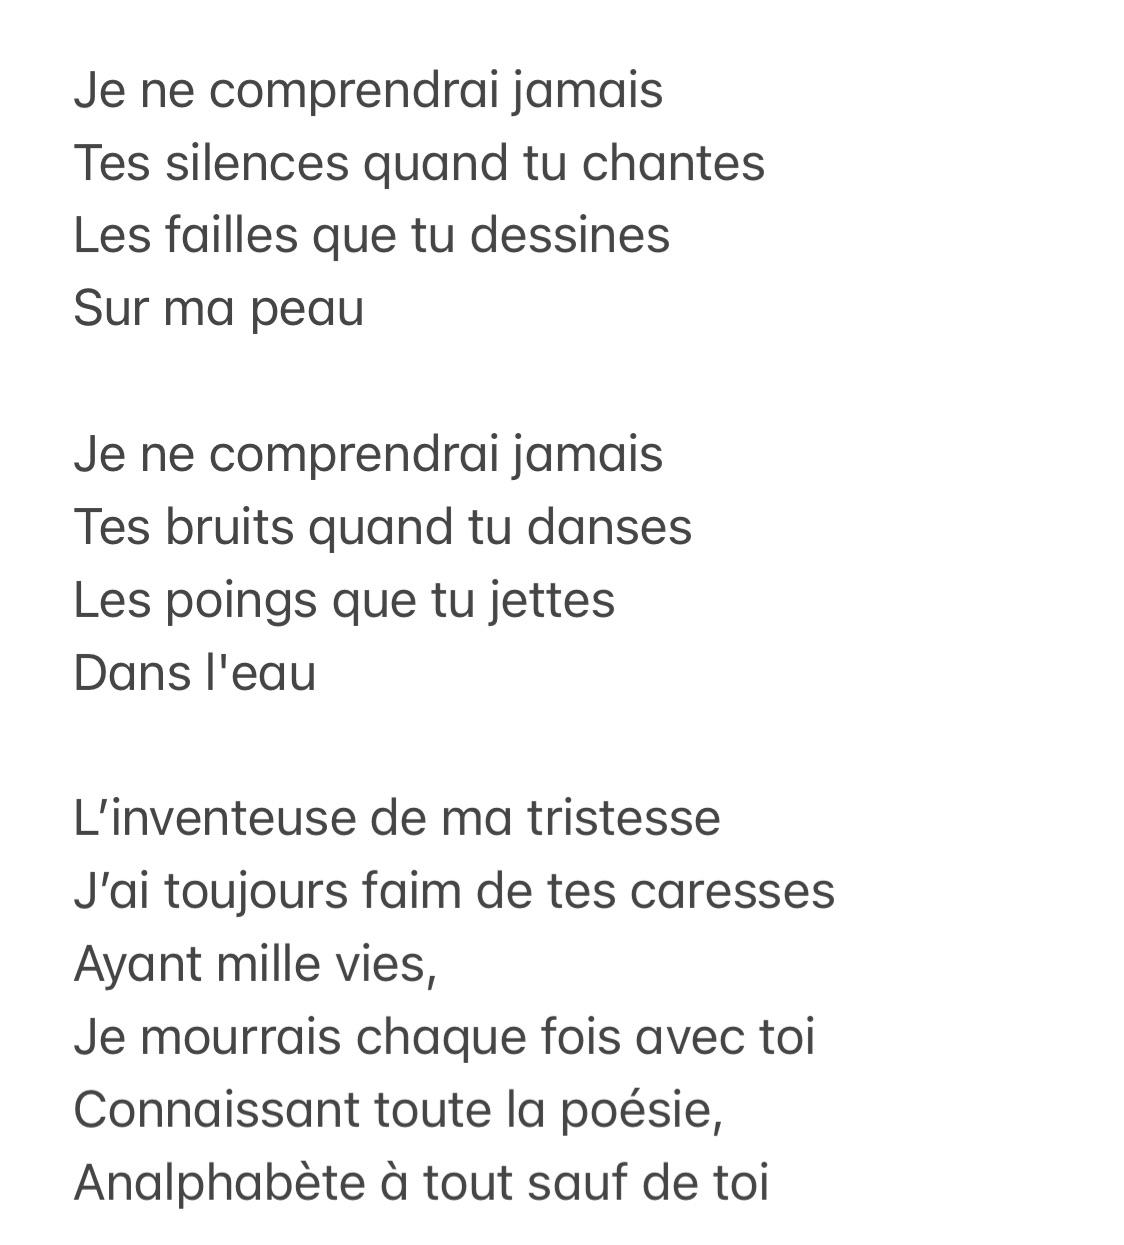 Je ne comprendrai jamais
Tes silences quand tu chantes
Les failles que tu dessines
Sur ma peau
Je ne comprendrai jamais
Tes bruits quand tu danses
Les poings que tu jettes
Dans l'eau
L’inventeuse de ma tristesse
J’ai toujours faim de tes caresses
Ayant mille vies,
Je mourrais chaque fois avec toi
Connaissant toute la poésie,
Analphabète à tout sauf de toi